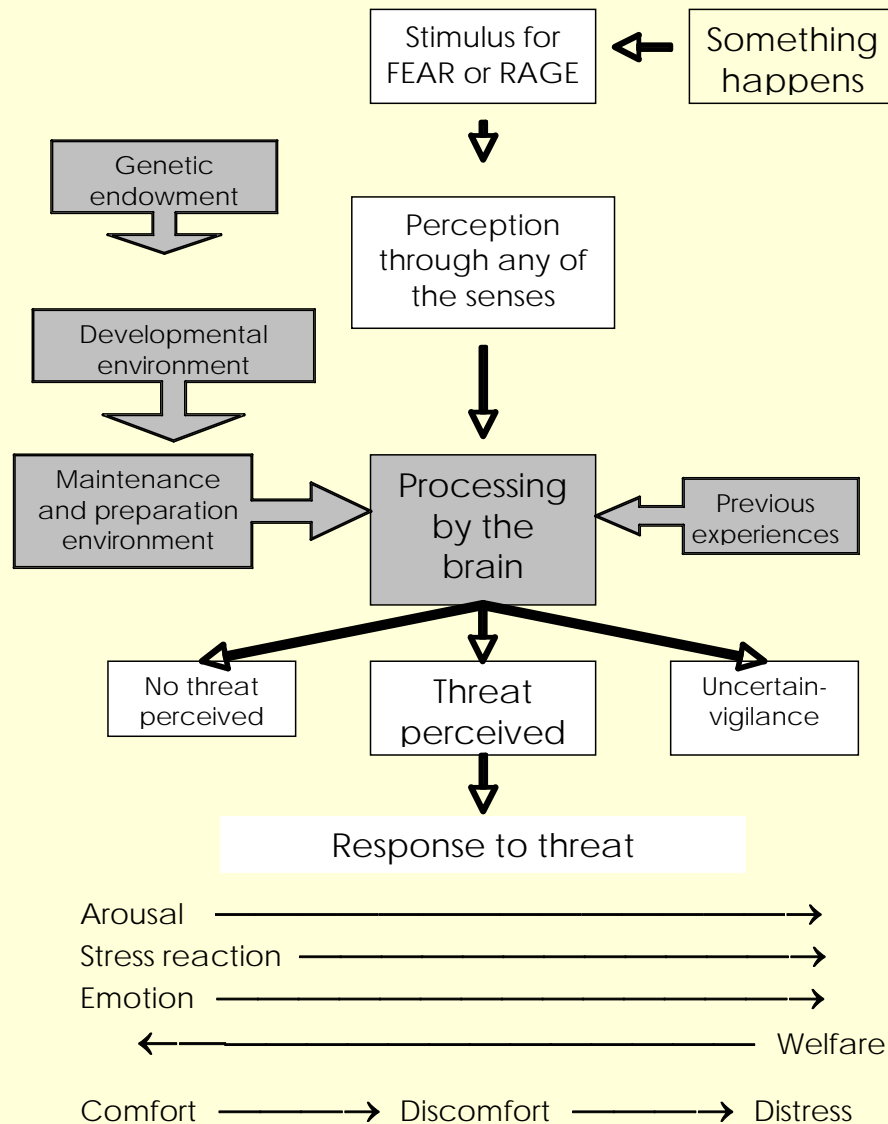 Something
happens
Stimulus for
FEAR or RAGE
Genetic
endowment
Perception
through any of
the senses
Developmental
environment
Maintenance
and preparation
environment
Processing
by the
brain
Previous
experiences
No threat
perceived
Threat
perceived
Uncertain-
vigilance
Response to threat
Arousal
Stress reaction
Emotion
Welfare
Comfort Discomfort Distress